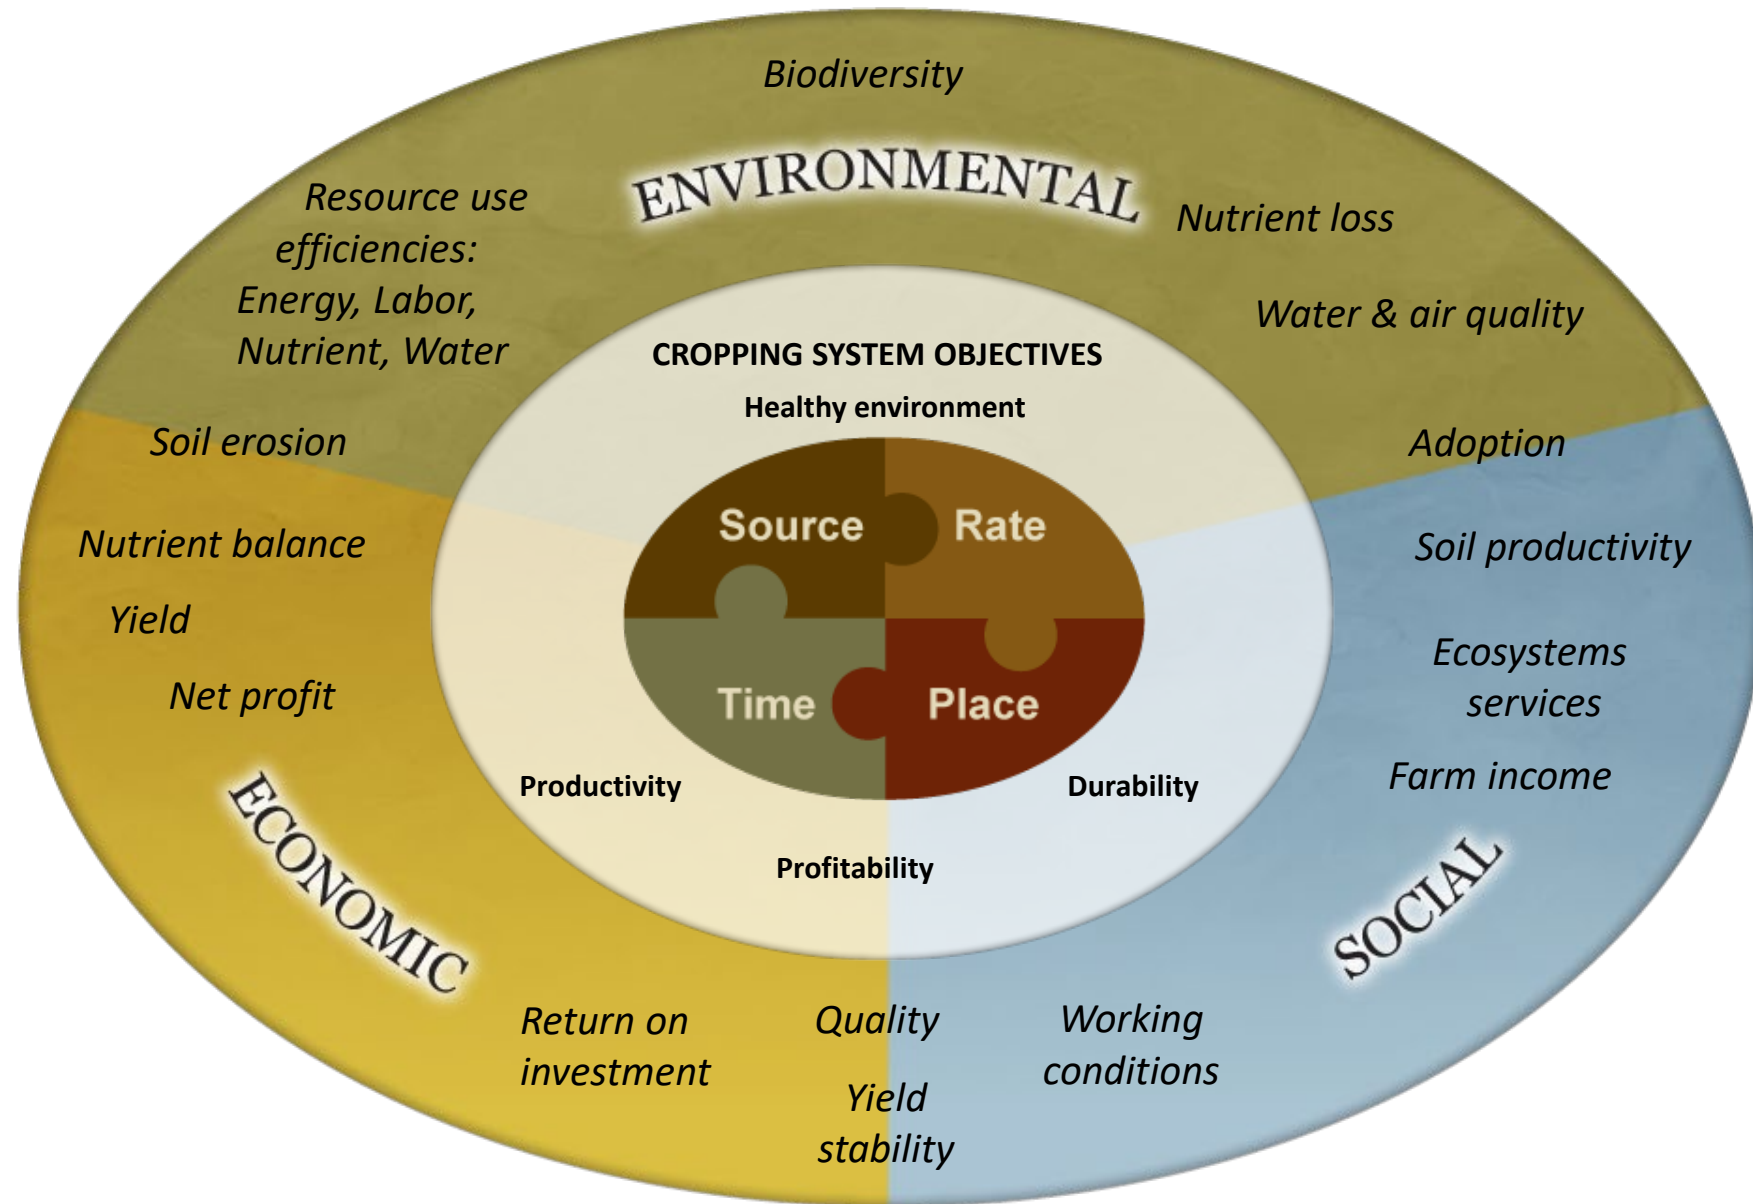 Biodiversity
ENVIRONMENTAL
Resource use
efficiencies:
Energy, Labor,
Nutrient, Water
Nutrient loss
Water & air quality
CROPPING SYSTEM OBJECTIVES
Healthy environment
Soil erosion
Adoption
Source
Rate
Nutrient balance
Soil productivity
Yield
Ecosystems
services
Net profit
Time
Place
Productivity
Durability
Farm income
Profitability
ECONOMIC
SOCIAL
Return on
investment
Quality
Working
conditions
Yield
stability